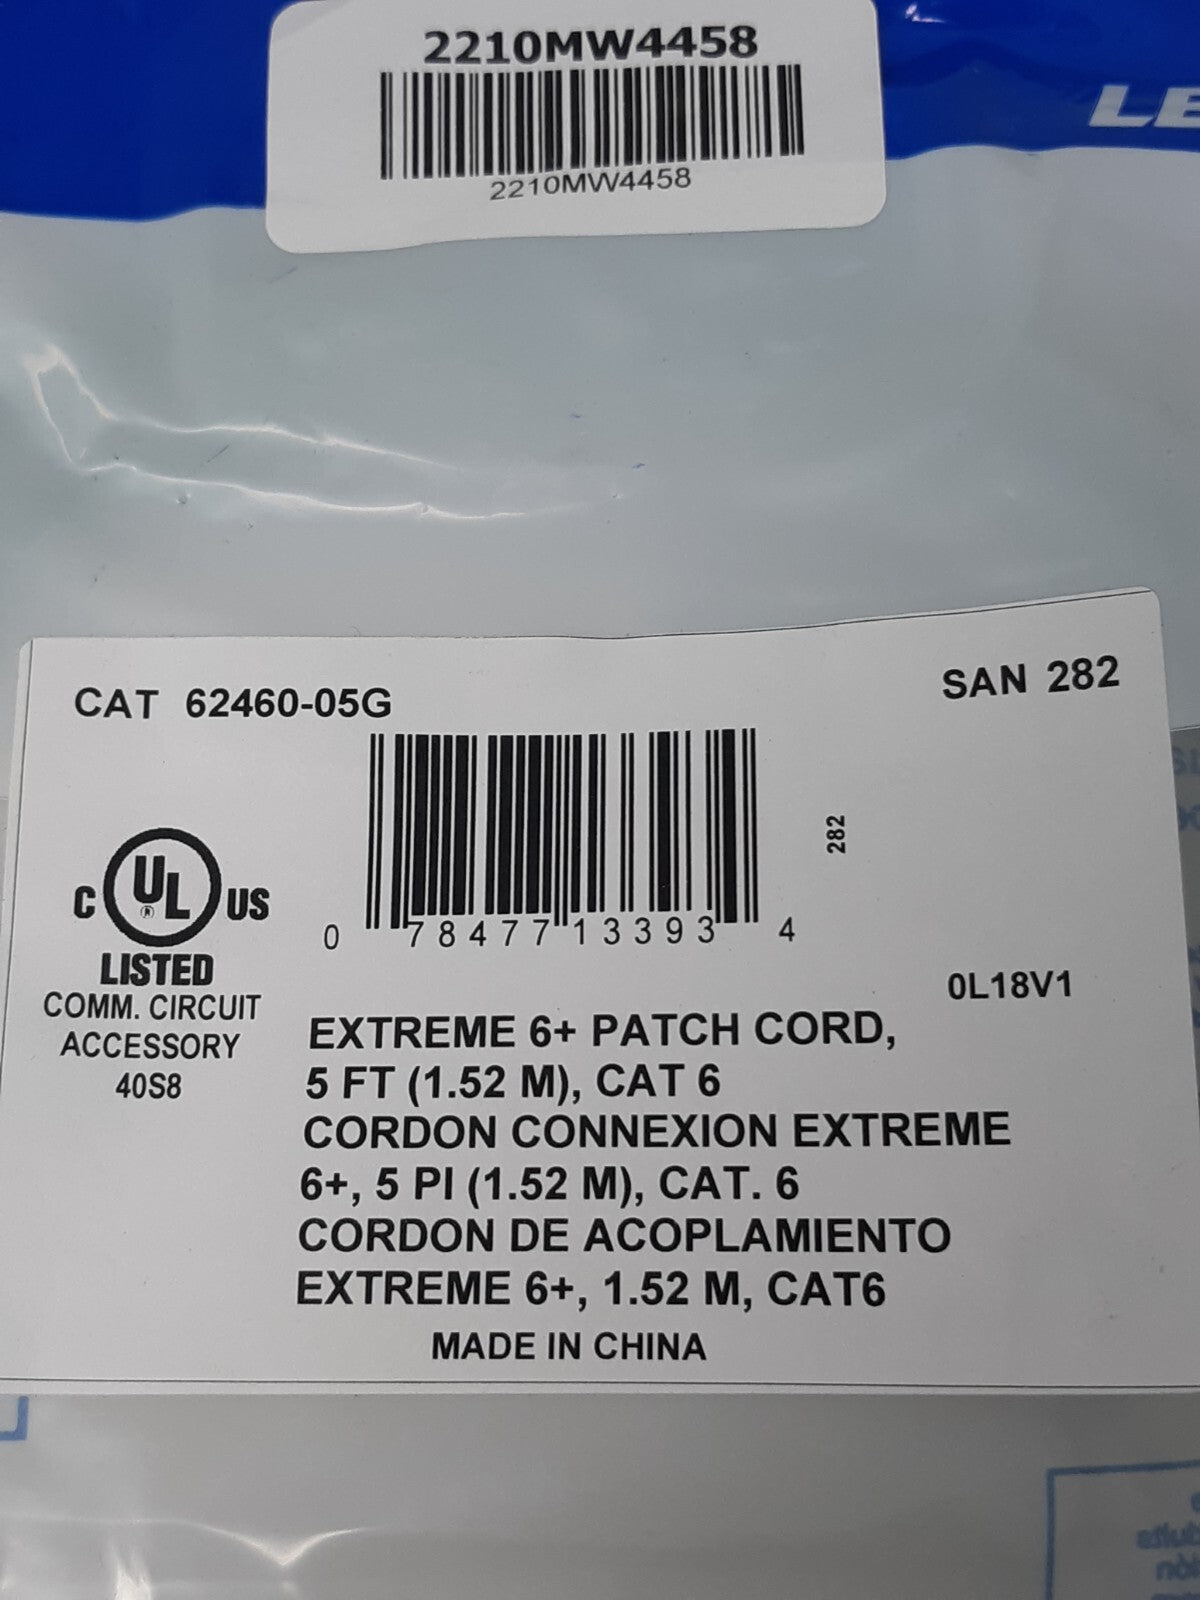 2210MW4458
2210MW4458
LE
CAT 62460-05G
SAN 282
282
C UL US
®
LISTED
COMM. CIRCUIT
ACCESSORY
40S8
0 78477 13393 4
0L18V1
EXTREME 6+ PATCH CORD,
5 FT (1.52 M), CAT 6
CORDON CONNEXION EXTREME
6+, 5 PI (1.52 M), CAT. 6
CORDON DE ACOPLAMIENTO
EXTREME 6+, 1.52 M, CAT6
MADE IN CHINA